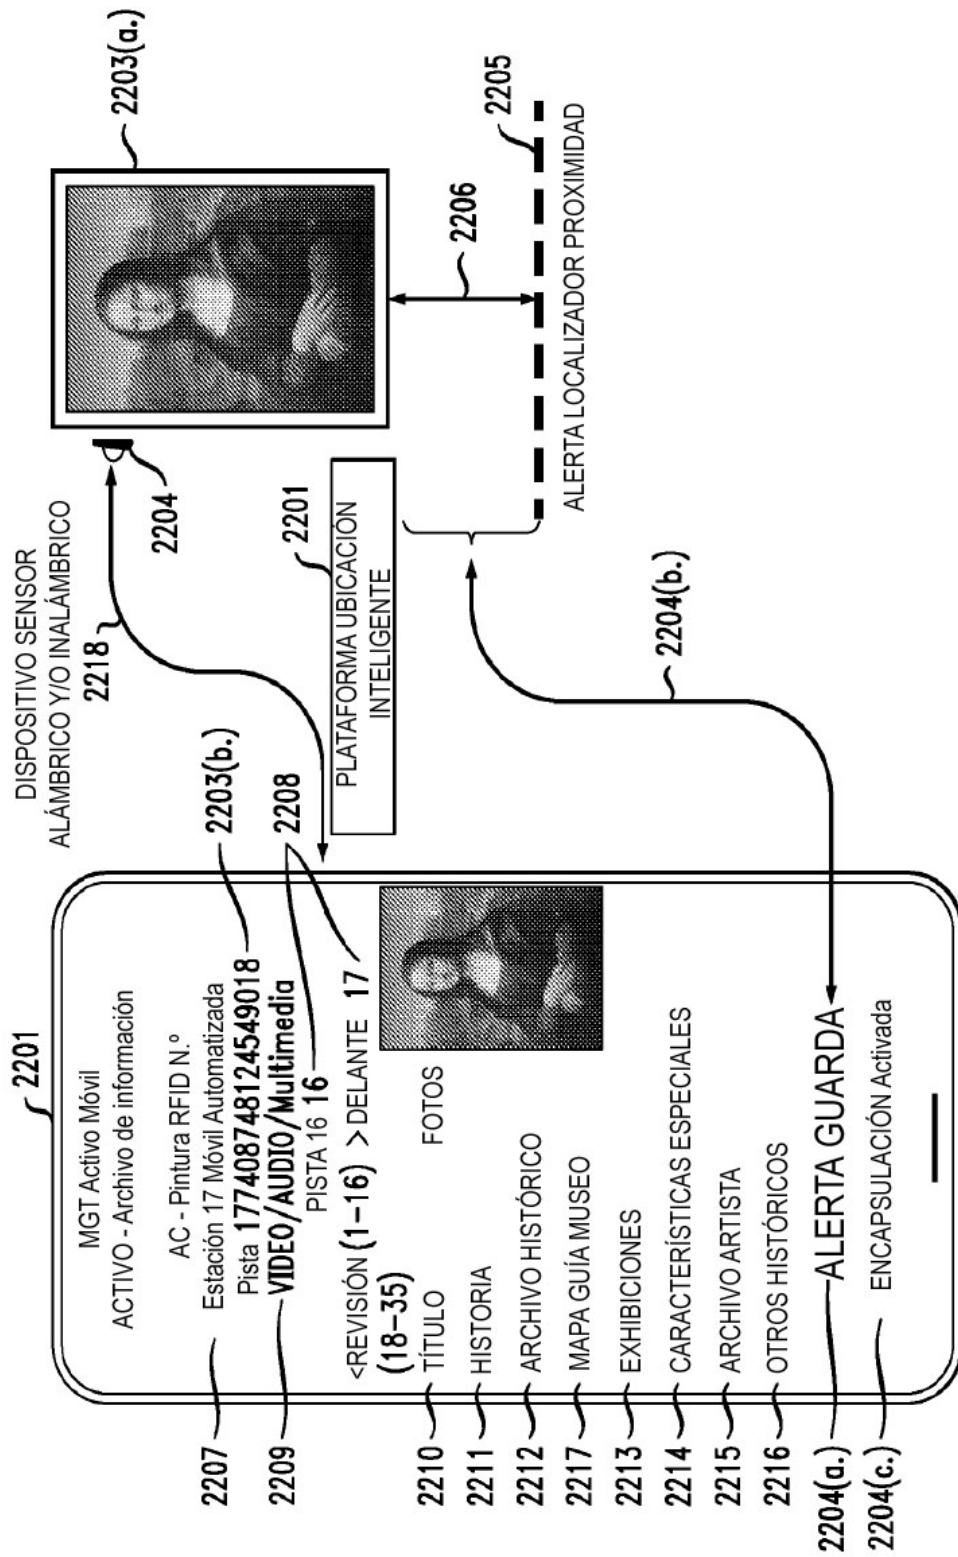 DISPOSITIVO SENSOR
ALÁMBRICO Y/O INALÁMBRICO
2218
2204
2203(a.)
2201
PLATAFORMA UBICACIÓN
INTELIGENTE
2206
2205
ALERTA LOCALIZADOR PROXIMIDAD
2204(b.)
2201
MGT Activo Móvil
ACTIVO - Archivo de información
AC - Pintura RFID N.º
2207
Estación 17 Móvil Automatizada
2203(b.)
Pista 17740874812454901​8
2209
VIDEO/AUDIO/Multimedia
2208
PISTA 16 16
<REVISIÓN (1-16) >DELANTE 17
(18-35)
2210
TÍTULO
FOTOS
2211
HISTORIA
2212
ARCHIVO HISTÓRICO
2217
MAPA GUÍA MUSEO
2213
EXHIBICIONES
2214
CARACTERÍSTICAS ESPECIALES
2215
ARCHIVO ARTISTA
2216
OTROS HISTÓRICOS
2204(a.)
ALERTA GUARDA
2204(c.)
ENCAPSULACIÓN Activada